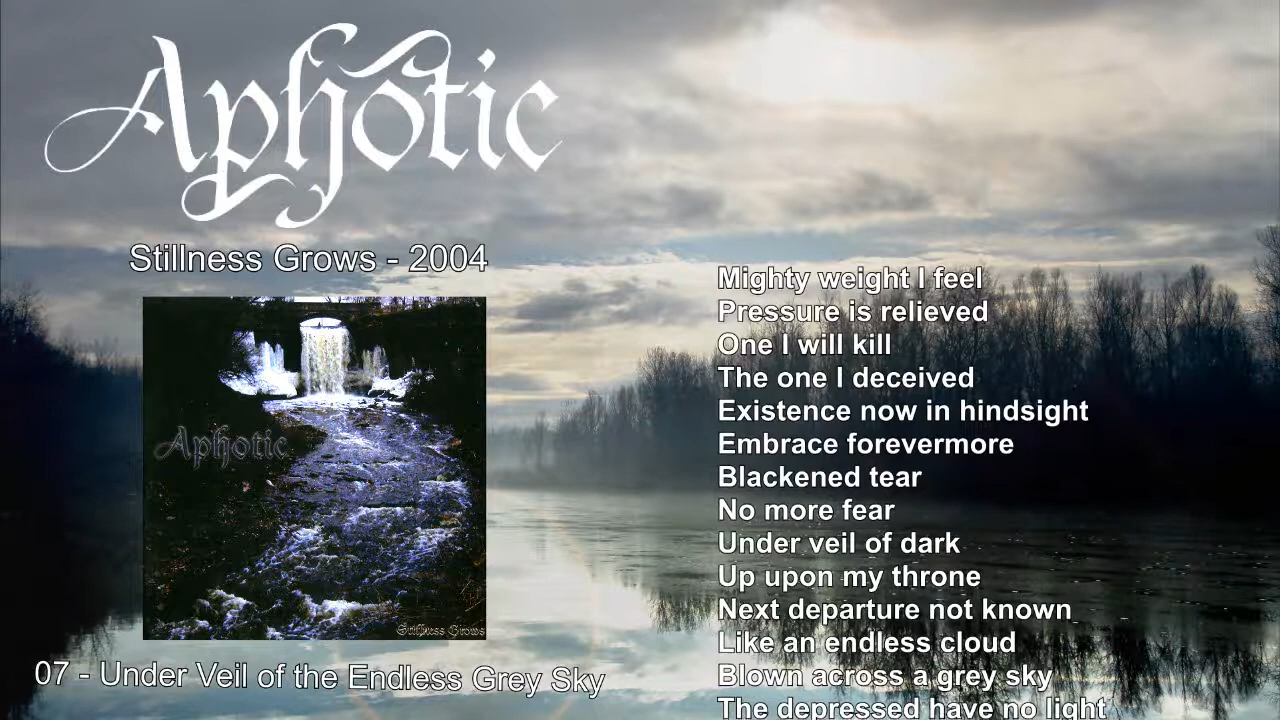 Aphotic
Stillness Grows - 2004
Aphotic
Stillness Grows
07 - Under Veil of the Endless Grey Sky
Mighty weight I feel
Pressure is relieved
One I will kill
The one I deceived
Existence now in hindsight
Embrace forevermore
Blackened tear
No more fear
Under veil of dark
Up upon my throne
Next departure not known
Like an endless cloud
Blown across a grey sky
The depressed have no light